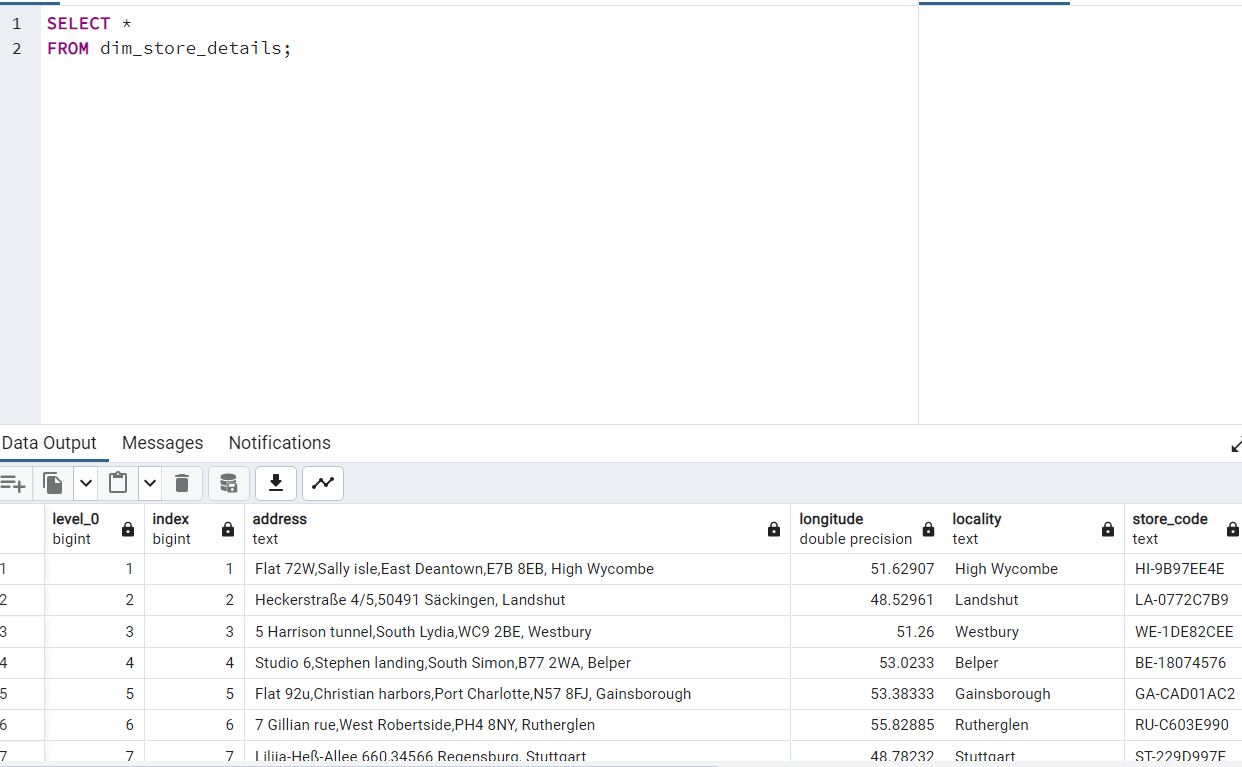 1 SELECT *
2 FROM dim_store_details;
Data Output Messages Notifications
level_0 index address longitude locality store_code
bigint bigint text double precision text text
1 1 1 Flat 72W,Sally isle,East Deantown,E7B 8EB, High Wycombe 51.62907 High Wycombe HI-9B97EE4E
2 2 2 Heckerstraße 4/5,50491 Säckingen, Landshut 48.52961 Landshut LA-0772C7B9
3 3 3 5 Harrison tunnel,South Lydia,WC9 2BE, Westbury 51.26 Westbury WE-1DE82CEE
4 4 4 Studio 6,Stephen landing,South Simon,B77 2WA, Belper 53.0233 Belper BE-18074576
5 5 5 Flat 92u,Christian harbors,Port Charlotte,N57 8FJ, Gainsborough 53.38333 Gainsborough GA-CAD01AC2
6 6 6 7 Gillian rue,West Robertside,PH4 8NY, Rutherglen 55.82885 Rutherglen RU-C603E990
7 7 7 Lilija-Heß-Allee 660,34566 Regensburg, Stuttgart 48.78232 Stuttgart ST-229D997E